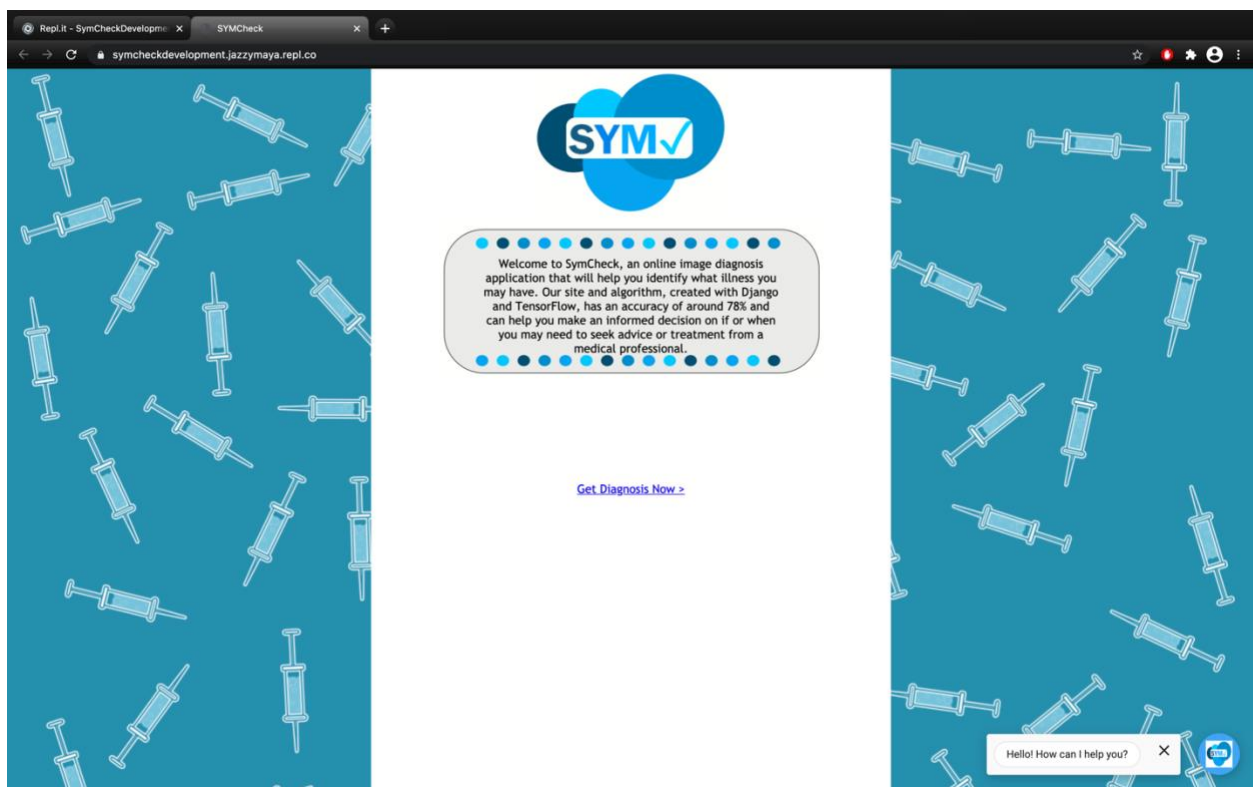 Repl.it - SymCheckDevelopme
SYMCheck
symcheckdevelopment.jazzymaya.repl.co
SYM✓
Welcome to SymCheck, an online image diagnosis
application that will help you identify what illness you
may have. Our site and algorithm, created with Django
and TensorFlow, has an accuracy of around 78% and
can help you make an informed decision on if or when
you may need to seek advice or treatment from a
medical professional.
Get Diagnosis Now >
Hello! How can I help you?